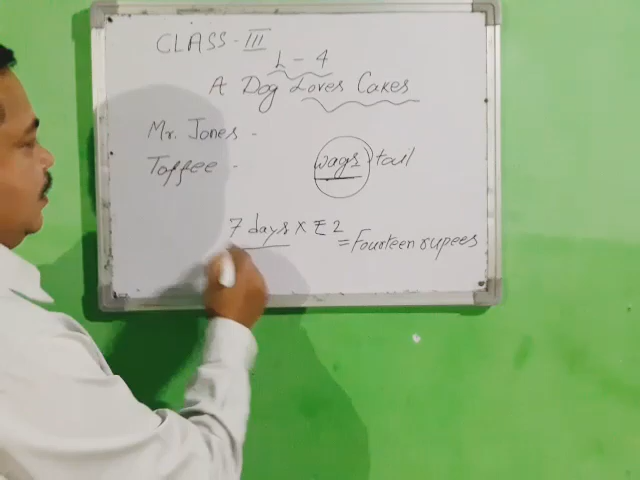 CLASS - III
L - 4
A Dog Loves Cakes
Mr. Jones -
Toffee - wags tail
7 days × ₹ 2
= Fourteen rupees